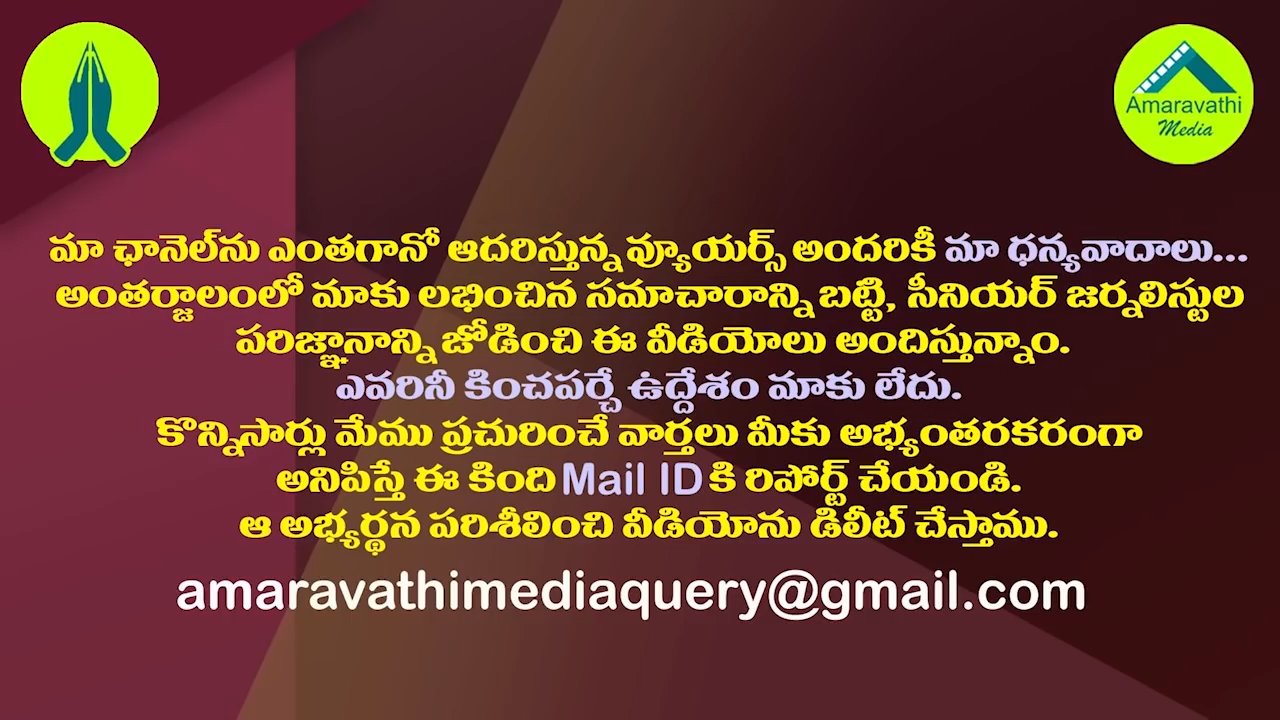 Amaravathi
Media
మా ఛానెల్‌ను ఎంతగానో ఆదరిస్తున్న వ్యూయర్స్ అందరికీ మా ధన్యవాదాలు...
అంతర్జాలంలో మాకు లభించిన సమాచారాన్ని బట్టి, సీనియర్ జర్నలిస్టుల
పరిజ్ఞానాన్ని జోడించి ఈ వీడియోలు అందిస్తున్నాం.
ఎవరినీ కించపర్చే ఉద్దేశం మాకు లేదు.
కొన్నిసార్లు మేము ప్రచురించే వార్తలు మీకు అభ్యంతరకరంగా
అనిపిస్తే ఈ కింది Mail ID కి రిపోర్ట్ చేయండి.
ఆ అభ్యర్థన పరిశీలించి వీడియోను డిలీట్ చేస్తాము.
amaravathimediaquery@gmail.com